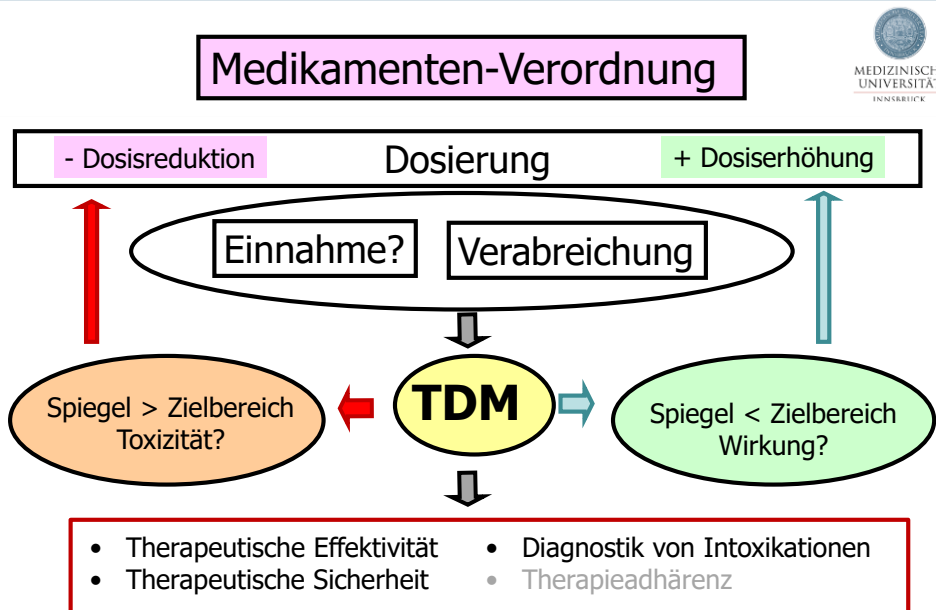 Medikamenten-Verordnung
MEDIZINISCHE
UNIVERSITÄT
INNSBRUCK
- Dosisreduktion
Dosierung
+ Dosiserhöhung
Einnahme?
Verabreichung
Spiegel > Zielbereich
Toxizität?
TDM
Spiegel < Zielbereich
Wirkung?
• Therapeutische Effektivität
• Therapeutische Sicherheit
• Diagnostik von Intoxikationen
• Therapieadhärenz